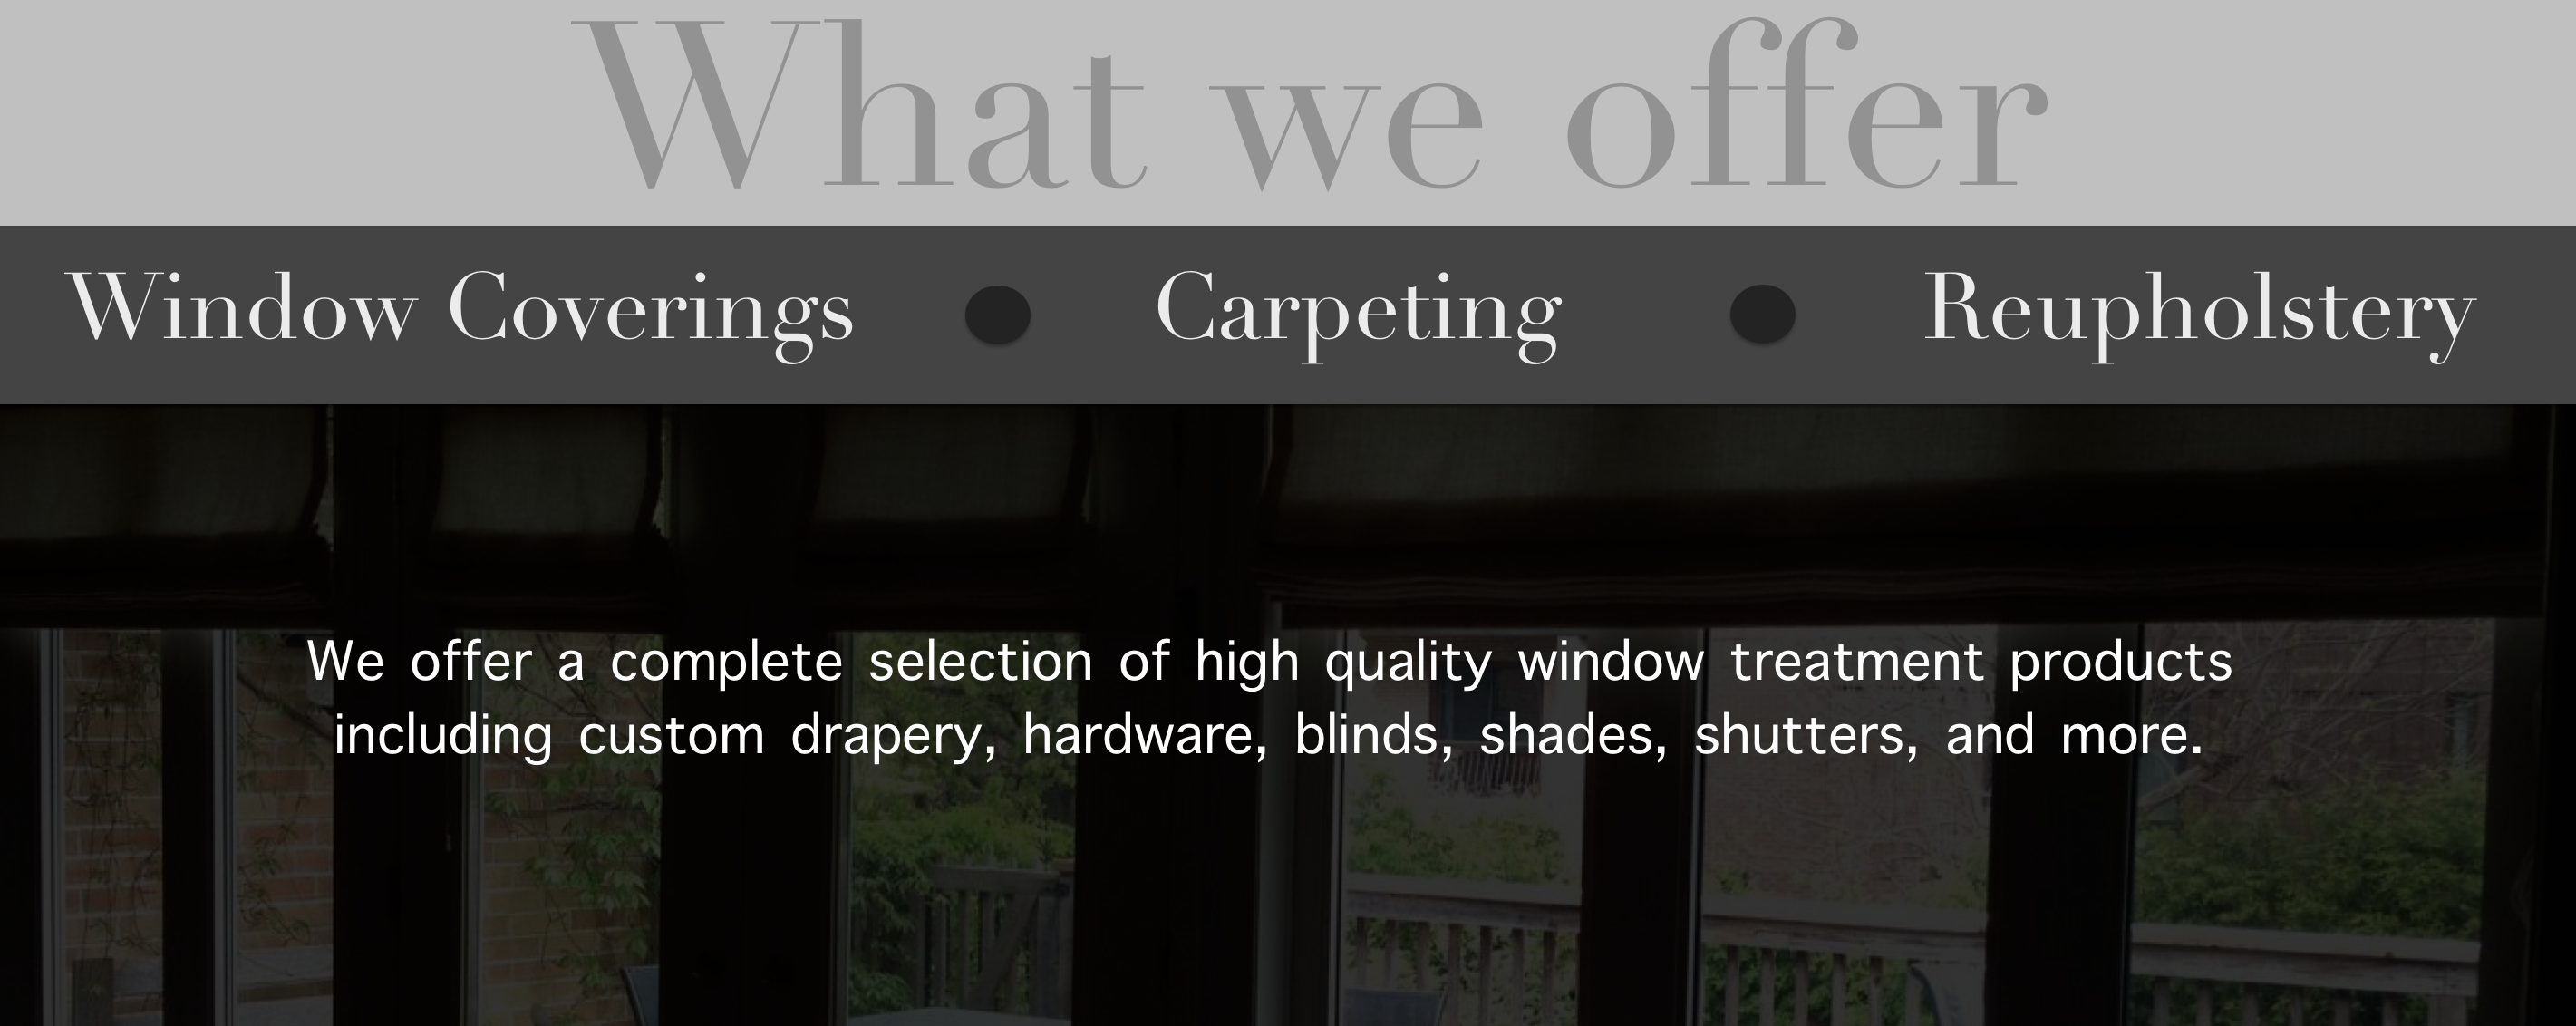 What we offer
Window Coverings ● Carpeting ● Reupholstery
We offer a complete selection of high quality window treatment products
including custom drapery, hardware, blinds, shades, shutters, and more.